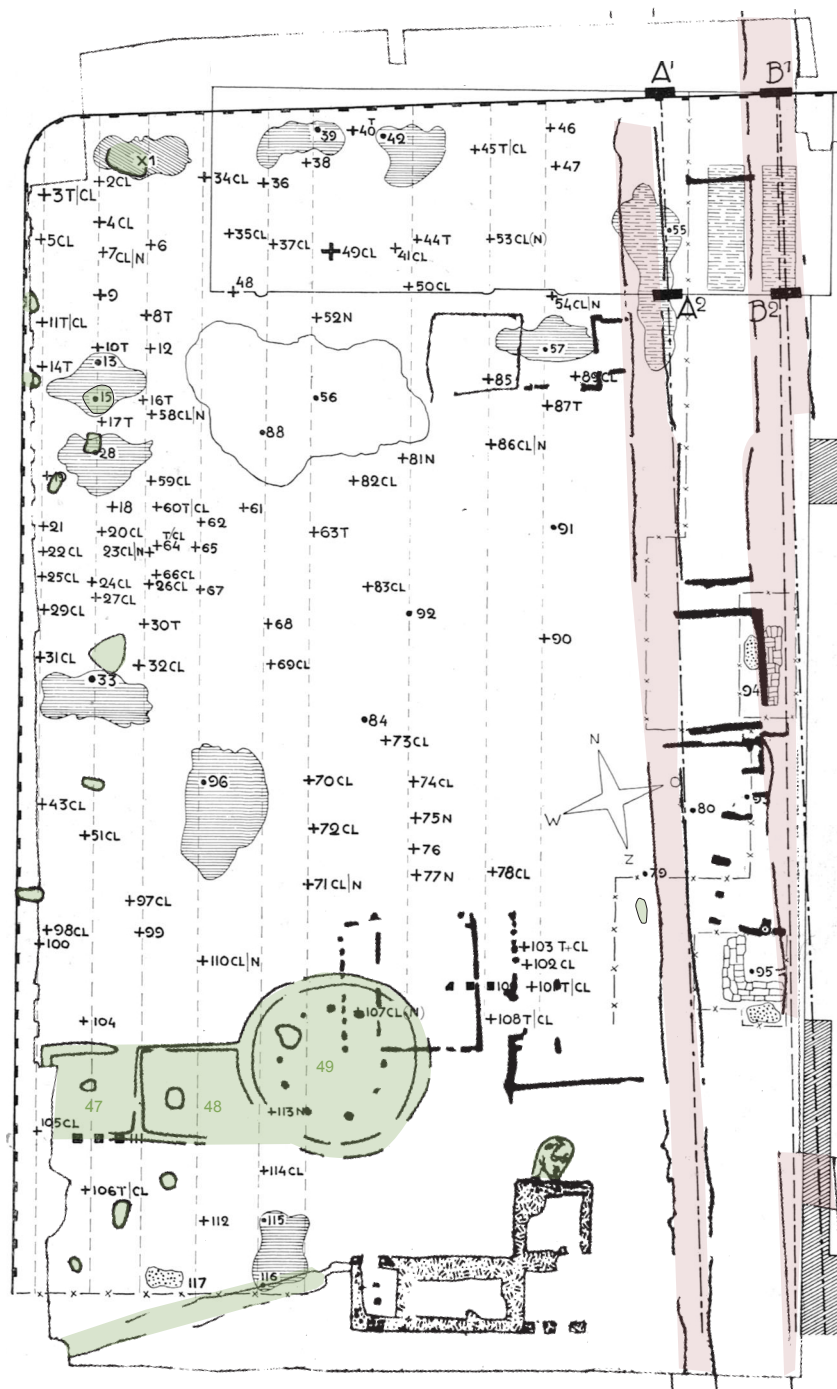 A¹ B¹
39 +40T 42 +46
x1 +38 +45T|CL +47
+2CL +34CL +36
+3T|CL
+4CL
+5CL +6 +35CL +37CL +49CL +44T +53CL(N) 55
+7CL|N 41CL
+9 48 +50CL 54CL|N A² B²
+11T|CL +8T +52N
+10T +12 57
+14T 13 +85 +89CL
15 +16T 56 +87T
+17T +58CL|N 88
28 +81N +86CL|N
19 +59CL +82CL
+18 +60T|CL +61
+21 +62 91
+20CL T/CL +63T
+22CL 23CL|N +64 +65
+25CL +24CL +66CL +26CL +67 +83CL
+27CL
+29CL 92
+30T +68 +90
+31CL +32CL +69CL
33 94
84
+73CL N
96 +70CL +74CL O
+43CL W 80
+75N
+51CL +72CL Z
+76
+71CL|N +77N +78CL 79
+97CL
+98CL +99 +103 T+CL
+100 +110CL|N +102CL 95
+104 +107CL(N) +108T|CL
49
47 48 +113N
+105CL
+114CL
+106T|CL +112 115
117 116